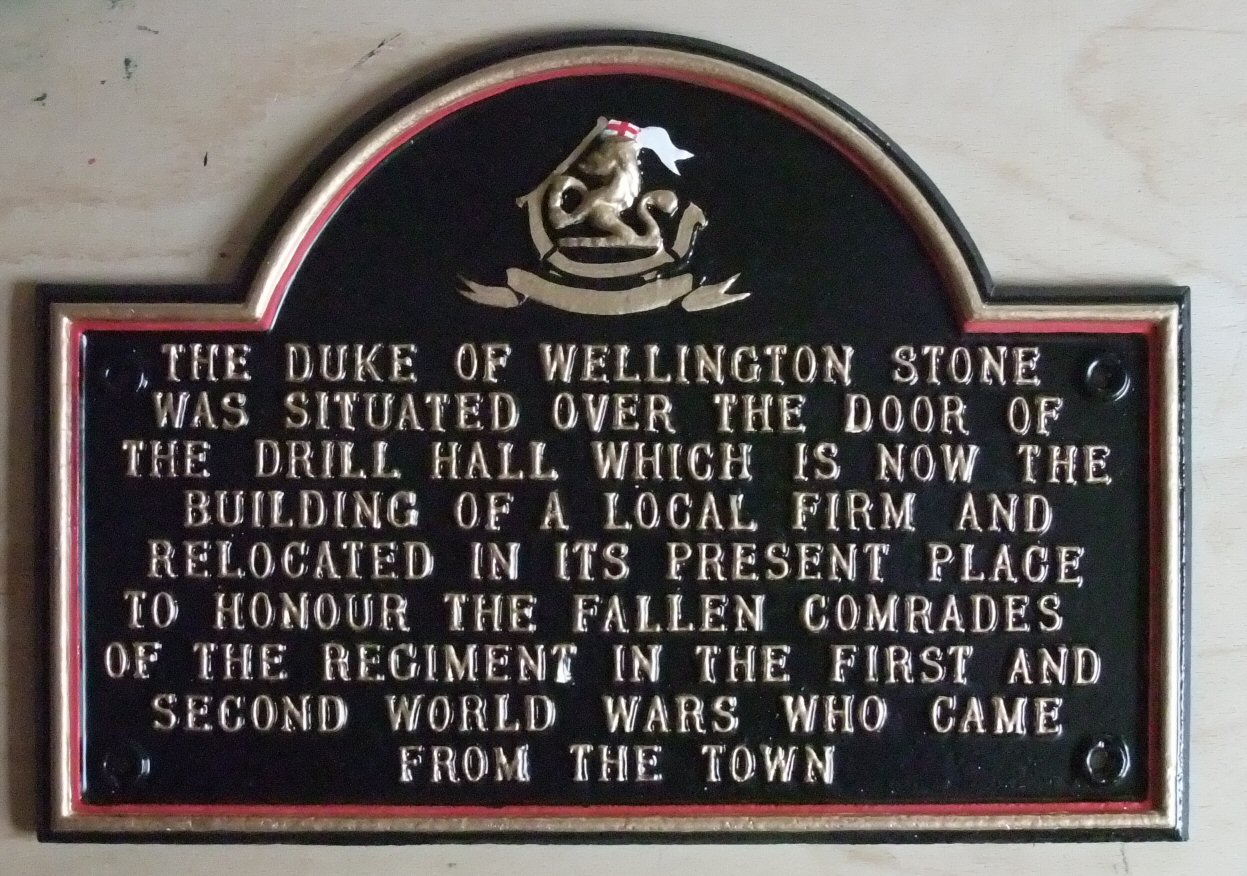 THE DUKE OF WELLINGTON STONE
WAS SITUATED OVER THE DOOR OF
THE DRILL HALL WHICH IS NOW THE
BUILDING OF A LOCAL FIRM AND
RELOCATED IN ITS PRESENT PLACE
TO HONOUR THE FALLEN COMRADES
OF THE REGIMENT IN THE FIRST AND
SECOND WORLD WARS WHO CAME
FROM THE TOWN